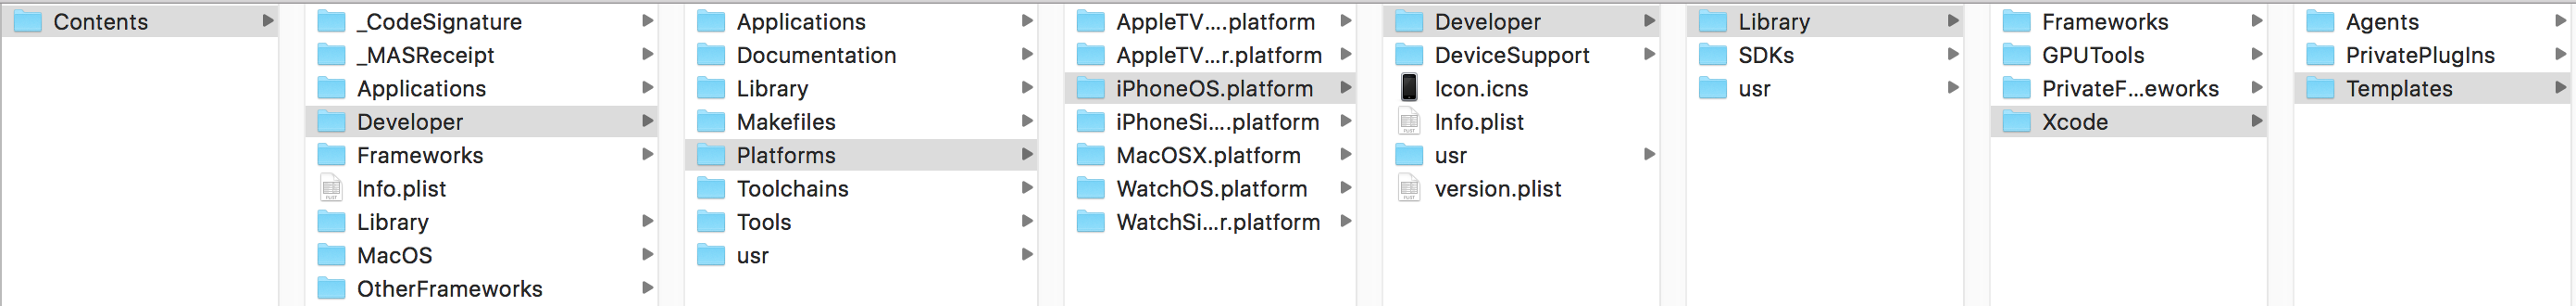 Contents
_CodeSignature
_MASReceipt
Applications
Developer
Frameworks
Info.plist
Library
MacOS
OtherFrameworks
Applications
Documentation
Library
Makefiles
Platforms
Toolchains
Tools
usr
AppleTV....platform
AppleTV...r.platform
iPhoneOS.platform
iPhoneSi....platform
MacOSX.platform
WatchOS.platform
WatchSi...r.platform
Developer
DeviceSupport
Icon.icns
Info.plist
usr
version.plist
Library
SDKs
usr
Frameworks
GPUTools
PrivateF...eworks
Xcode
Agents
PrivatePlugIns
Templates